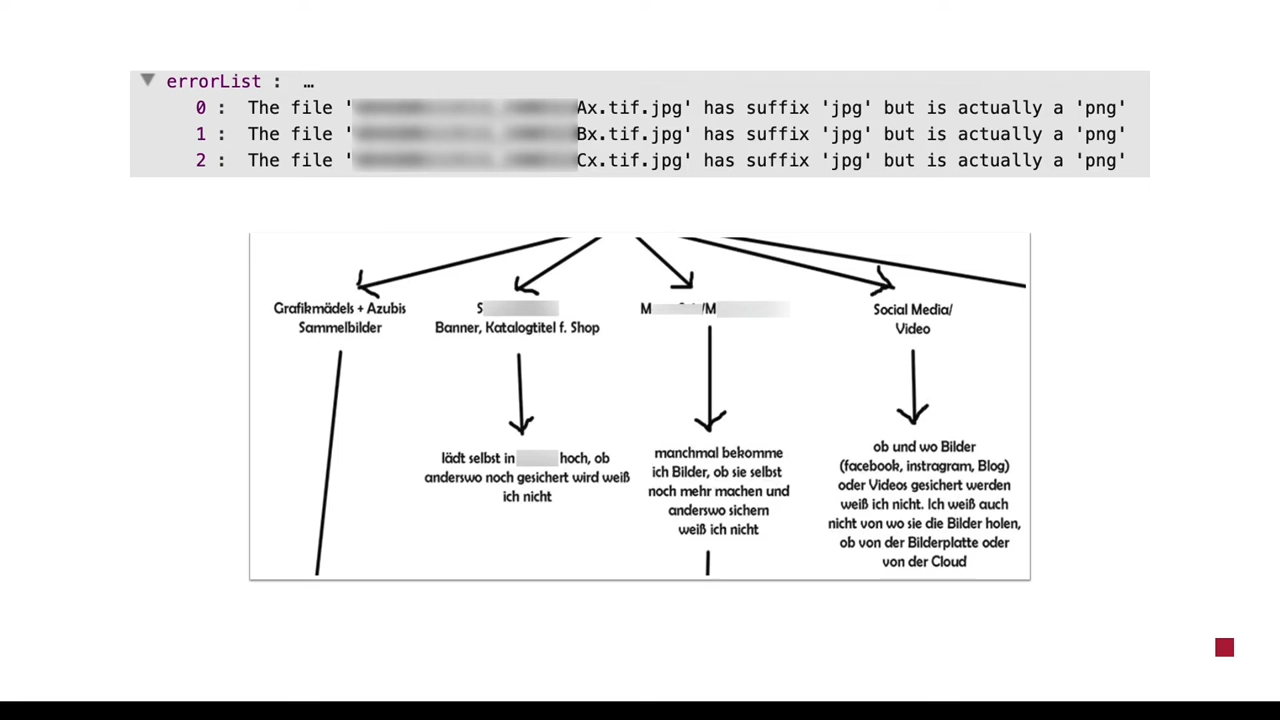 errorList : …
0 : The file ' Ax.tif.jpg' has suffix 'jpg' but is actually a 'png'
1 : The file ' Bx.tif.jpg' has suffix 'jpg' but is actually a 'png'
2 : The file ' Cx.tif.jpg' has suffix 'jpg' but is actually a 'png'
Grafikmädels + Azubis
Sammelbilder
S
Banner, Katalogtitel f. Shop
M /M
Social Media/
Video
lädt selbst in hoch, ob
anderswo noch gesichert wird weiß
ich nicht
manchmal bekomme
ich Bilder, ob sie selbst
noch mehr machen und
anderswo sichern
weiß ich nicht
ob und wo Bilder
(facebook, instragram, Blog)
oder Videos gesichert werden
weiß ich nicht. Ich weiß auch
nicht von wo sie die Bilder holen,
ob von der Bilderplatte oder
von der Cloud